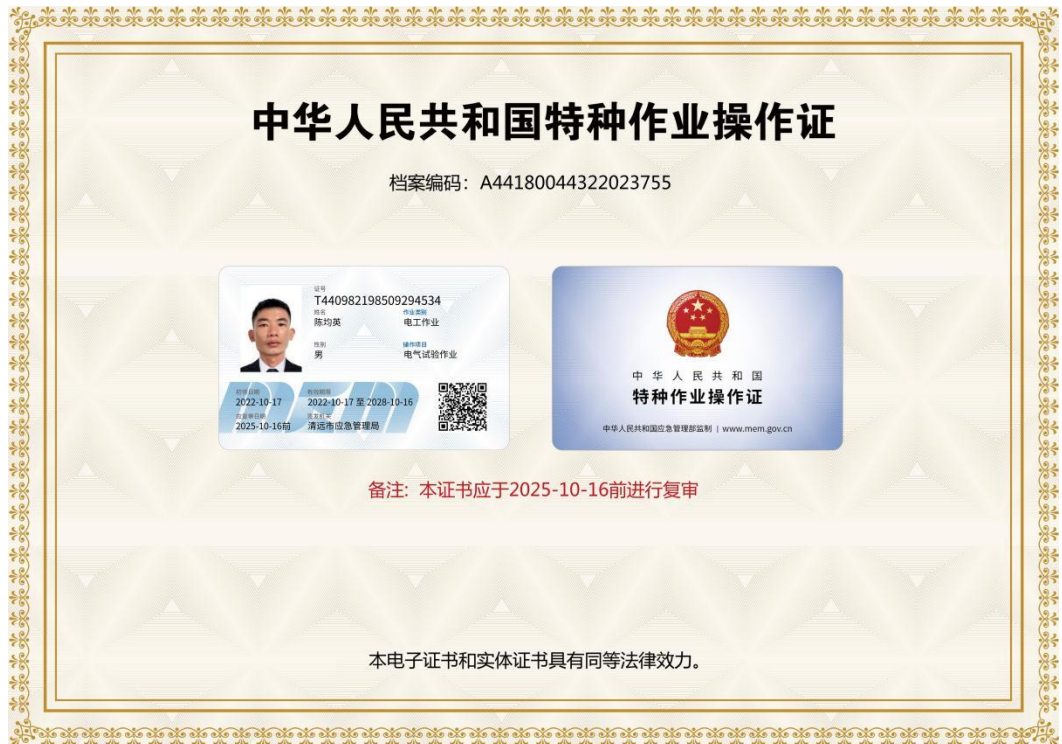 中华人民共和国特种作业操作证
档案编码：A44180044322023755
证号
T440982198509294534
姓名
作业类别
陈均英
电工作业
性别
操作项目
男
电气试验作业
初领日期
有效期限
2022-10-17
2022-10-17 至 2028-10-16
应复审日期
签发机关
2025-10-16前
清远市应急管理局
中华人民共和国
特种作业操作证
中华人民共和国应急管理部监制 | www.mem.gov.cn
备注: 本证书应于2025-10-16前进行复审
本电子证书和实体证书具有同等法律效力。